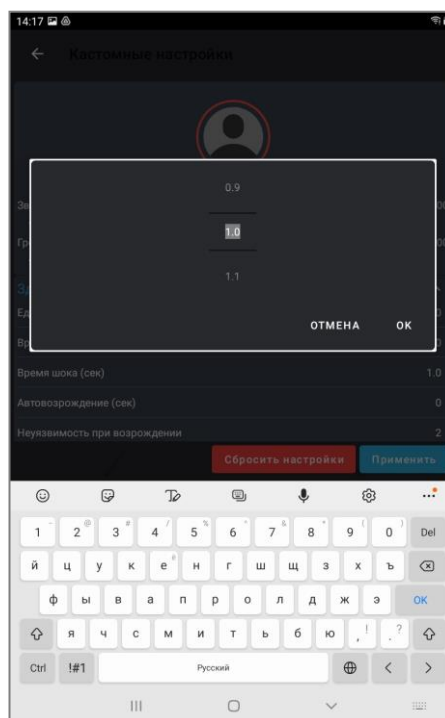 14:17
Кастомные настройки
0.9
1.0
1.1
ОТМЕНА OK
Время шока (сек) 1.0
Автовозрождение (сек) 0
Неуязвимость при возрождении 2
Сбросить настройки Применить
1 2 @ 3 # 4 / 5 % 6 ^ 7 & 8 * 9 ( 0 ) Del
й ц у к е ё н г ш щ з х ъ
ф ы в а п р о л д ж э OK
я ч с м и т ь б ю , ! . ?
Ctrl !#1 Русский < >